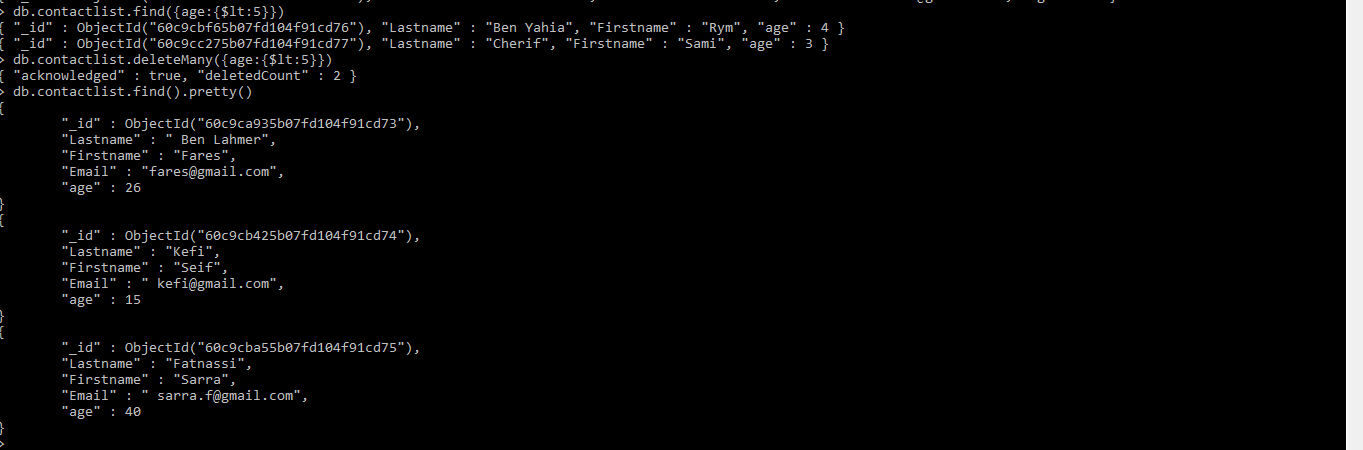 > db.contactlist.find({age:{$lt:5}})
{ "_id" : ObjectId("60c9cbf65b07fd104f91cd76"), "Lastname" : "Ben Yahia", "Firstname" : "Rym", "age" : 4 }
{ "_id" : ObjectId("60c9cc275b07fd104f91cd77"), "Lastname" : "Cherif", "Firstname" : "Sami", "age" : 3 }
> db.contactlist.deleteMany({age:{$lt:5}})
{ "acknowledged" : true, "deletedCount" : 2 }
> db.contactlist.find().pretty()
{
"_id" : ObjectId("60c9ca935b07fd104f91cd73"),
"Lastname" : " Ben Lahmer",
"Firstname" : "Fares",
"Email" : "fares@gmail.com",
"age" : 26
}
{
"_id" : ObjectId("60c9cb425b07fd104f91cd74"),
"Lastname" : "Kefi",
"Firstname" : "Seif",
"Email" : " kefi@gmail.com",
"age" : 15
}
{
"_id" : ObjectId("60c9cba55b07fd104f91cd75"),
"Lastname" : "Fatnassi",
"Firstname" : "Sarra",
"Email" : " sarra.f@gmail.com",
"age" : 40
}
>